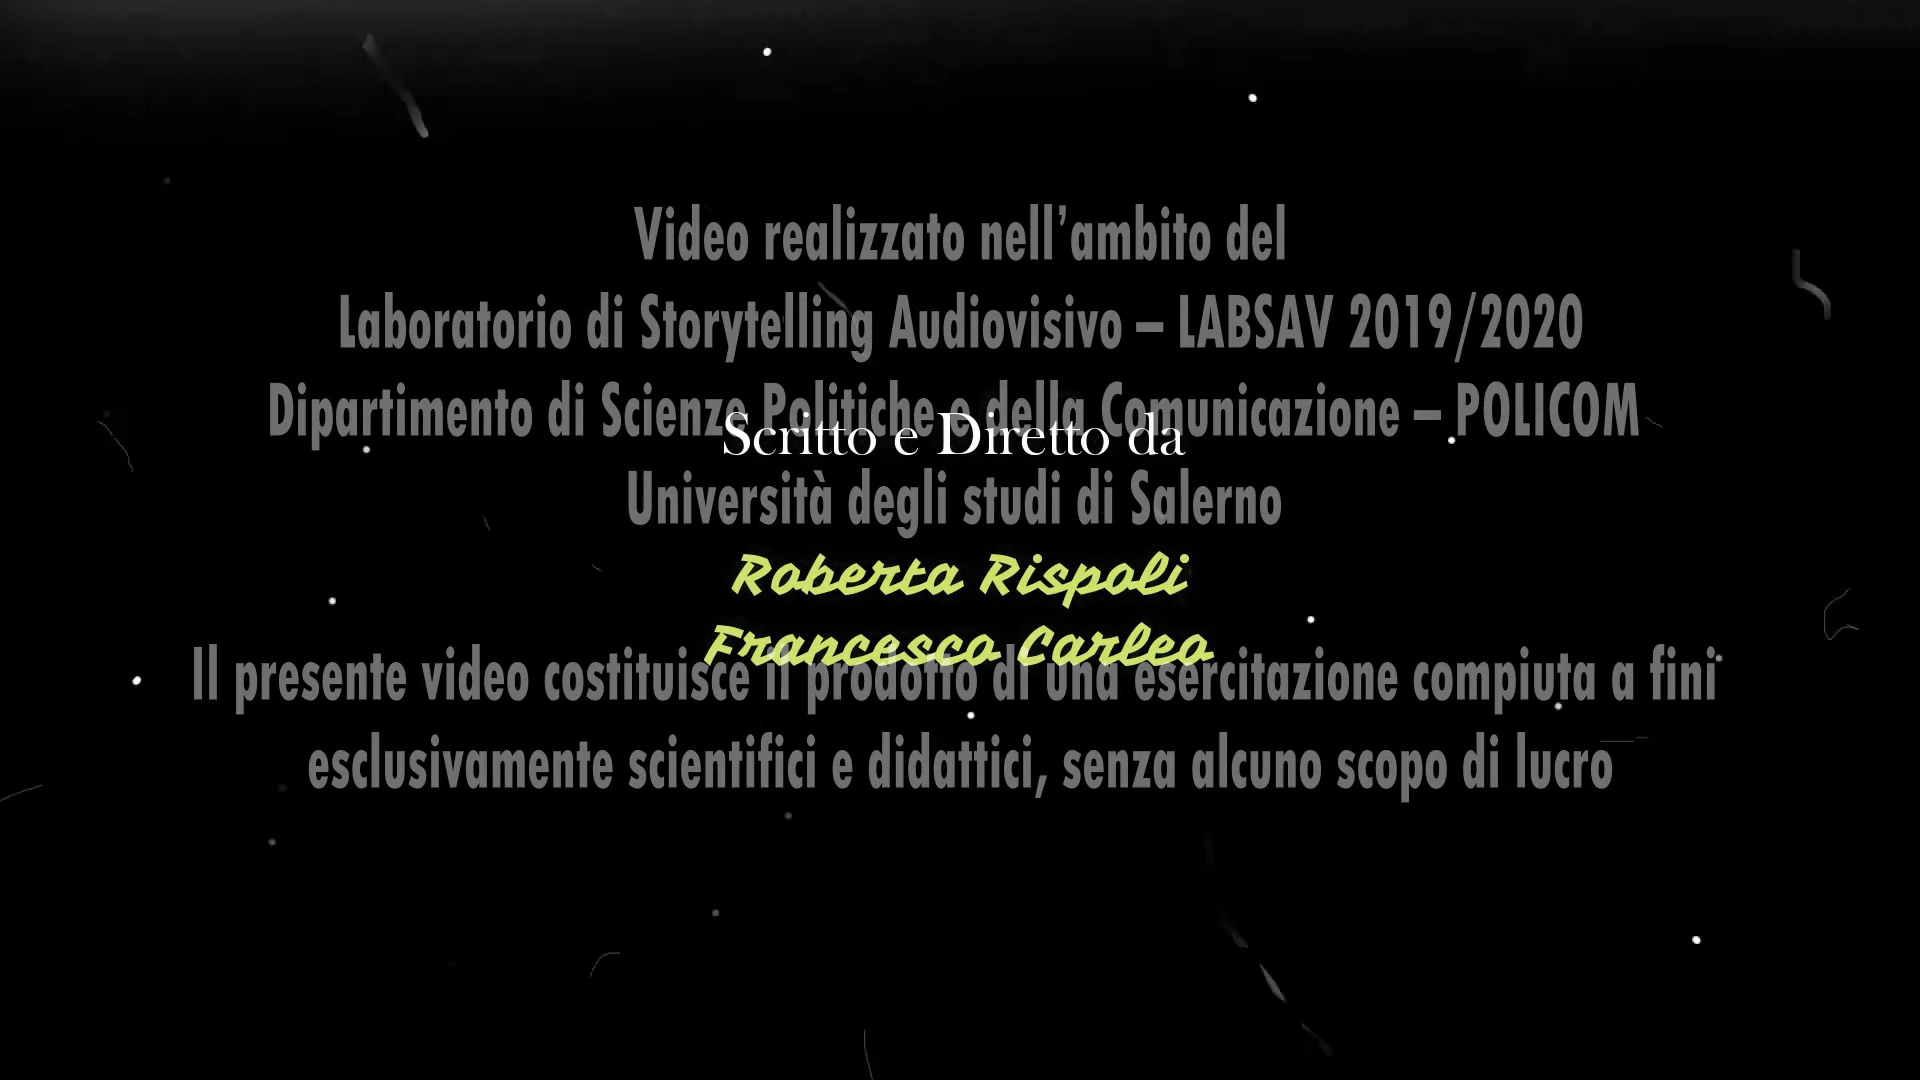 Video realizzato nell’ambito del
Laboratorio di Storytelling Audiovisivo – LABSAV 2019/2020
Dipartimento di Scienze Politiche e della Comunicazione – POLICOM
Scritto e Diretto da
Università degli studi di Salerno
Roberta Rispoli
Francesco Carleo
Il presente video costituisce il prodotto di una esercitazione compiuta a fini
esclusivamente scientifici e didattici, senza alcuno scopo di lucro